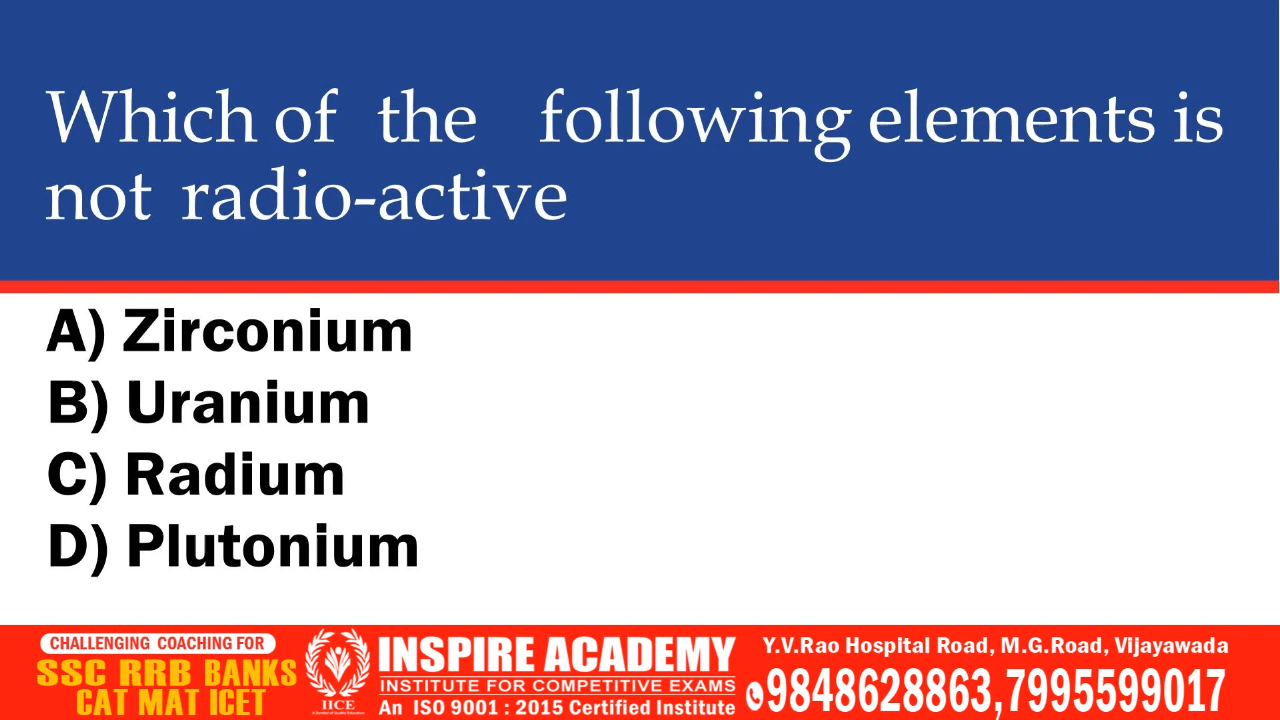 Which of the following elements is
not radio-active
A) Zirconium
B) Uranium
C) Radium
D) Plutonium
CHALLENGING COACHING FOR
SSC RRB BANKS
CAT MAT ICET
IICE
INSPIRE ACADEMY
INSTITUTE FOR COMPETITIVE EXAMS
An ISO 9001 : 2015 Certified Institute
Y.V.Rao Hospital Road, M.G.Road, Vijayawada
9848628863,7995599017